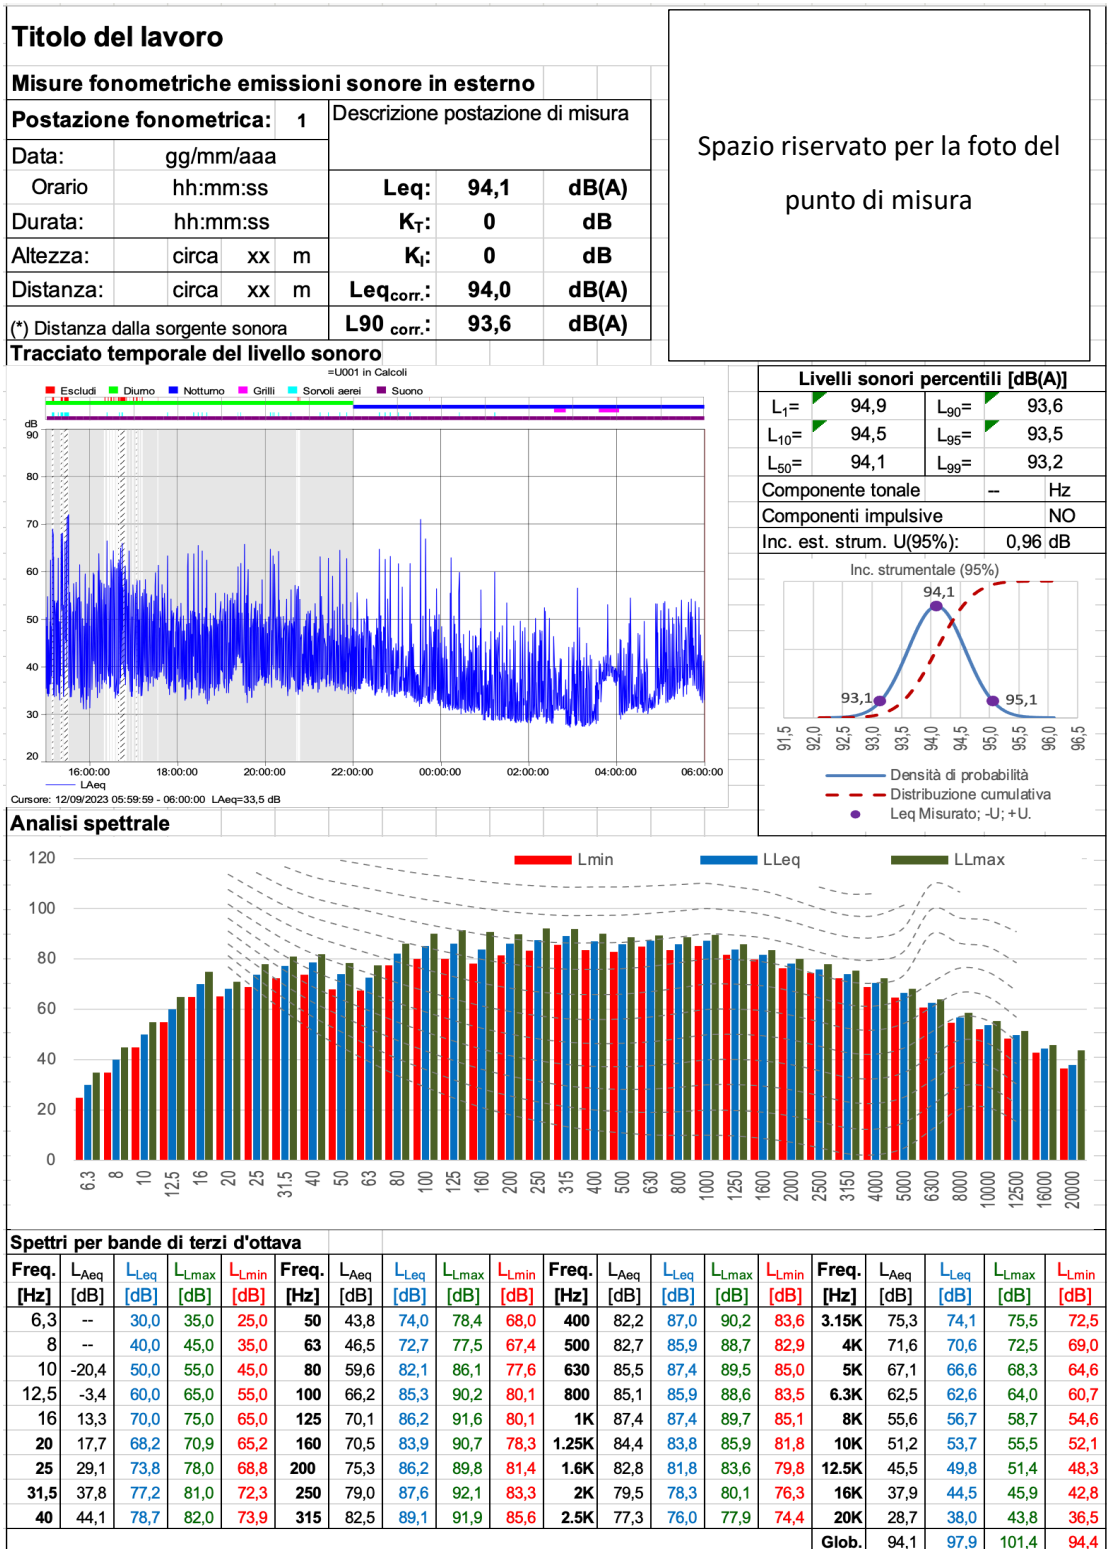 Titolo del lavoro
Misure fonometriche emissioni sonore in esterno
Postazione fonometrica: 1 Descrizione postazione di misura
Data: gg/mm/aaa
Orario hh:mm:ss Leq: 94,1 dB(A)
Durata: hh:mm:ss KT: 0 dB
Altezza: circa xx m KI: 0 dB
Distanza: circa xx m Leqcorr.: 94,0 dB(A)
(*) Distanza dalla sorgente sonora L90 corr.: 93,6 dB(A)
Spazio riservato per la foto del
punto di misura
Tracciato temporale del livello sonoro
=U001 in Calcoli
Escludi Diurno Notturno Grilli Sorvoli aerei Suono
dB
90
80
70
60
50
40
30
20
16:00:00 18:00:00 20:00:00 22:00:00 00:00:00 02:00:00 04:00:00 06:00:00
LAeq
Cursore: 12/09/2023 05:59:59 - 06:00:00 LAeq=33,5 dB
Livelli sonori percentili [dB(A)]
L1= 94,9 L90= 93,6
L10= 94,5 L95= 93,5
L50= 94,1 L99= 93,2
Componente tonale -- Hz
Componenti impulsive NO
Inc. est. strum. U(95%): 0,96 dB
Inc. strumentale (95%)
94,1
93,1 95,1
91,5 92,0 92,5 93,0 93,5 94,0 94,5 95,0 95,5 96,0 96,5
Densità di probabilità
Distribuzione cumulativa
Leq Misurato; -U; +U.
Analisi spettrale
Lmin LLeq LLmax
120
100
80
60
40
20
0
6.3 8 10 12.5 16 20 25 31.5 40 50 63 80 100 125 160 200 250 315 400 500 630 800 1000 1250 1600 2000 2500 3150 4000 5000 6300 8000 10000 12500 16000 20000
Spettri per bande di terzi d'ottava
Freq. LAeq LLeq LLmax LLmin Freq. LAeq LLeq LLmax LLmin Freq. LAeq LLeq LLmax LLmin Freq. LAeq LLeq LLmax LLmin
[Hz] [dB] [dB] [dB] [dB] [Hz] [dB] [dB] [dB] [dB] [Hz] [dB] [dB] [dB] [dB] [Hz] [dB] [dB] [dB] [dB]
6,3 -- 30,0 35,0 25,0 50 43,8 74,0 78,4 68,0 400 82,2 87,0 90,2 83,6 3.15K 75,3 74,1 75,5 72,5
8 -- 40,0 45,0 35,0 63 46,5 72,7 77,5 67,4 500 82,7 85,9 88,7 82,9 4K 71,6 70,6 72,5 69,0
10 -20,4 50,0 55,0 45,0 80 59,6 82,1 86,1 77,6 630 85,5 87,4 89,5 85,0 5K 67,1 66,6 68,3 64,6
12,5 -3,4 60,0 65,0 55,0 100 66,2 85,3 90,2 80,1 800 85,1 85,9 88,6 83,5 6.3K 62,5 62,6 64,0 60,7
16 13,3 70,0 75,0 65,0 125 70,1 86,2 91,6 80,1 1K 87,4 87,4 89,7 85,1 8K 55,6 56,7 58,7 54,6
20 17,7 68,2 70,9 65,2 160 70,5 83,9 90,7 78,3 1.25K 84,4 83,8 85,9 81,8 10K 51,2 53,7 55,5 52,1
25 29,1 73,8 78,0 68,8 200 75,3 86,2 89,8 81,4 1.6K 82,8 81,8 83,6 79,8 12.5K 45,5 49,8 51,4 48,3
31,5 37,8 77,2 81,0 72,3 250 79,0 87,6 92,1 83,3 2K 79,5 78,3 80,1 76,3 16K 37,9 44,5 45,9 42,8
40 44,1 78,7 82,0 73,9 315 82,5 89,1 91,9 85,6 2.5K 77,3 76,0 77,9 74,4 20K 28,7 38,0 43,8 36,5
Glob. 94,1 97,9 101,4 94,4